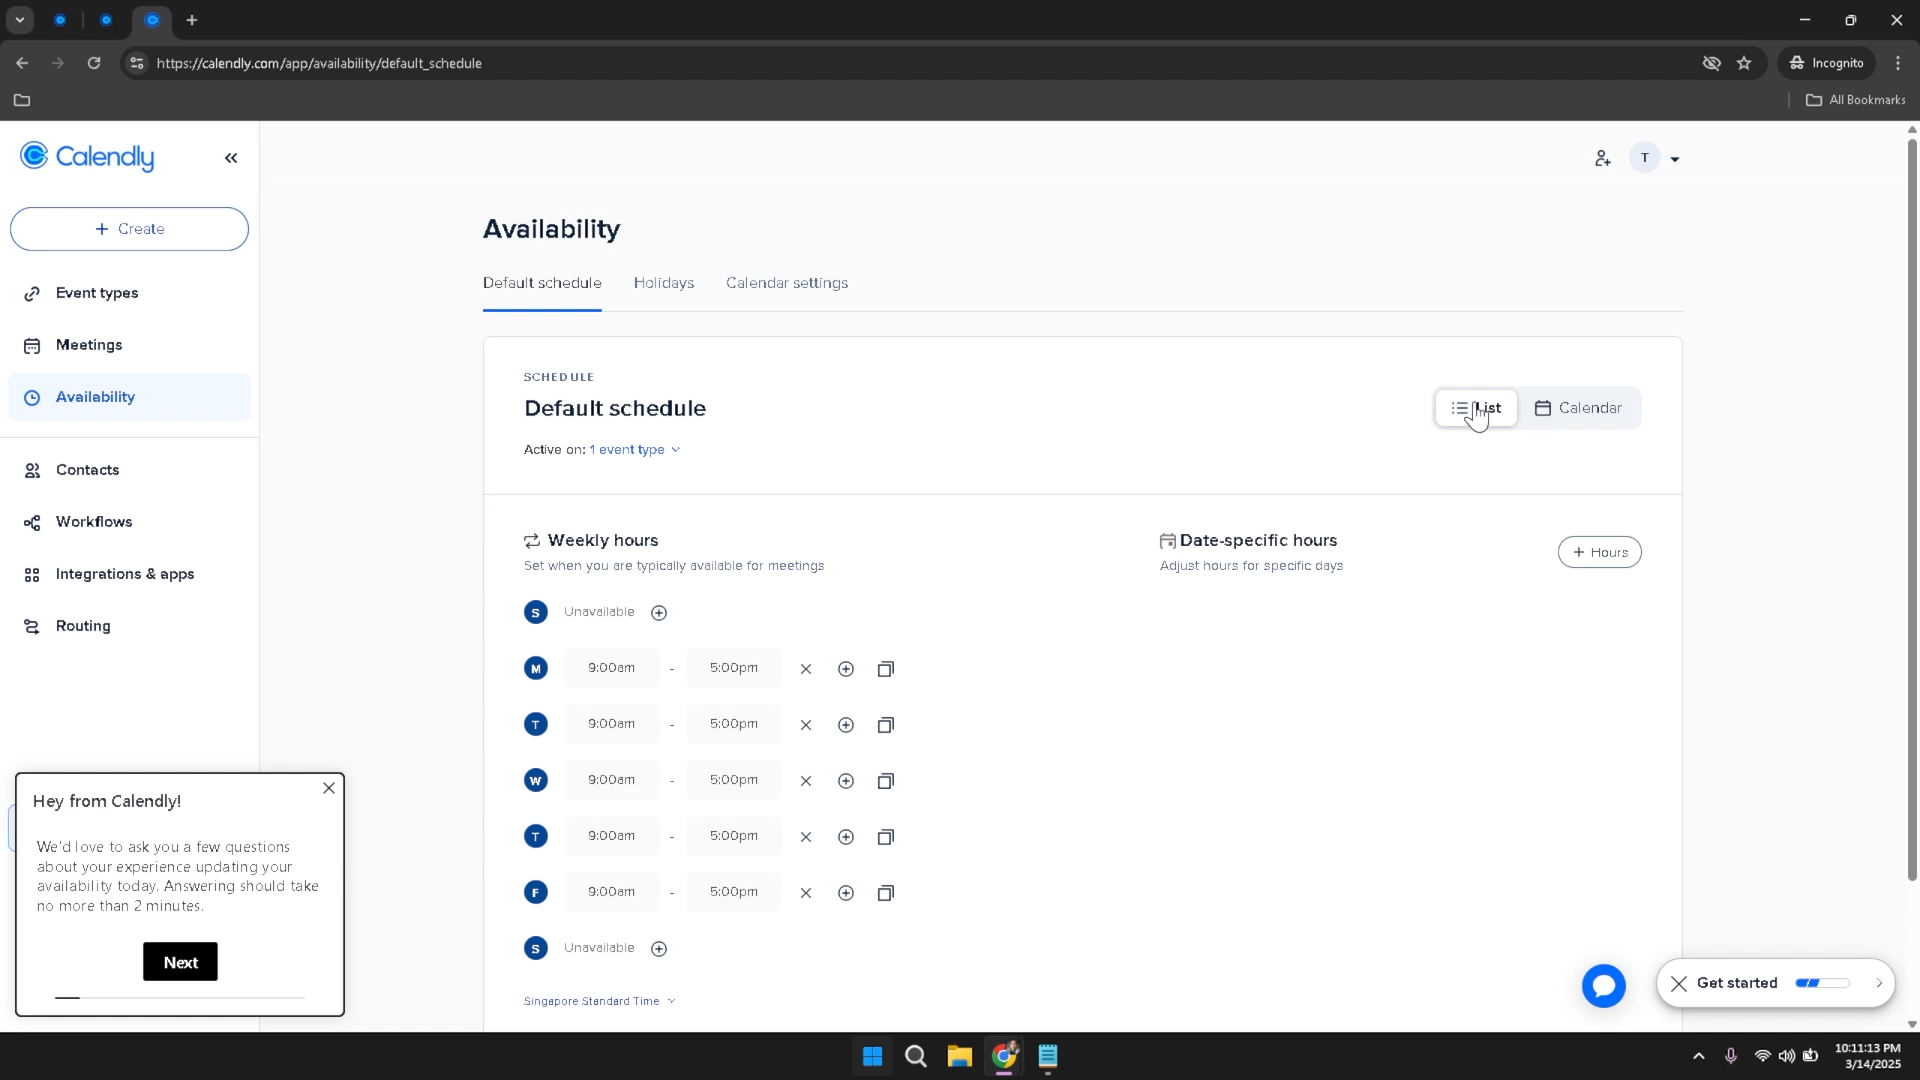 https://calendly.com/app/availability/default_schedule
Incognito
All Bookmarks
Calendly
+ Create
Event types
Meetings
Availability
Contacts
Workflows
Integrations & apps
Routing
T
Availability
Default schedule
Holidays
Calendar settings
SCHEDULE
Default schedule
Active on: 1 event type
List
Calendar
Weekly hours
Set when you are typically available for meetings
Date-specific hours
Adjust hours for specific days
+ Hours
S Unavailable
M 9:00am - 5:00pm
T 9:00am - 5:00pm
W 9:00am - 5:00pm
T 9:00am - 5:00pm
F 9:00am - 5:00pm
S Unavailable
Singapore Standard Time
Hey from Calendly!
We'd love to ask you a few questions
about your experience updating your
availability today. Answering should take
no more than 2 minutes.
Next
Get started
10:11:13 PM
3/14/2025